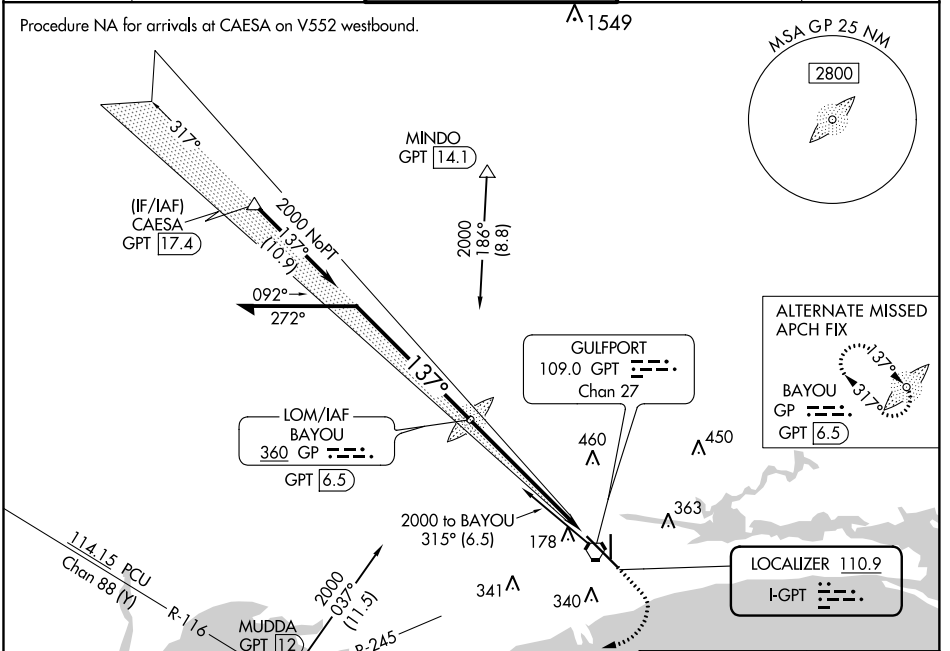 Procedure NA for arrivals at CAESA on V552 westbound.
1549
MSA GP 25 NM
2800
317°
MINDO
GPT 14.1
(IF/IAF)
CAESA
GPT 17.4
2000 NoPT
137°
(10.9)
2000
186°
(8.8)
092°
272°
ALTERNATE MISSED
APCH FIX
137°
317°
BAYOU
GP
GPT 6.5
GULFPORT
109.0 GPT
Chan 27
137°
LOM/IAF
BAYOU
360 GP
GPT 6.5
460
450
363
2000 to BAYOU
315° (6.5)
178
114.15 PCU
Chan 88 (Y)
R-116
LOCALIZER 110.9
I-GPT
341
340
2000
037°
(11.5)
MUDDA
GPT 12
R-245